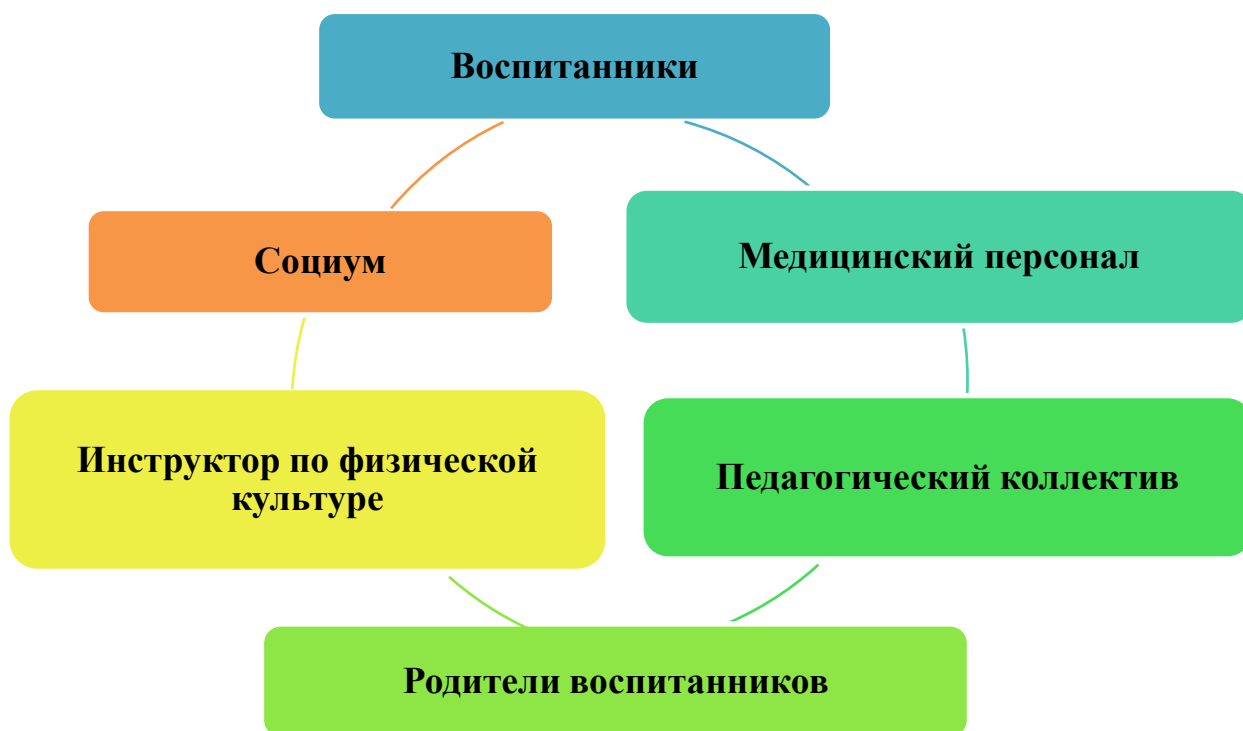 Воспитанники
Социум
Медицинский персонал
Инструктор по физической
культуре
Педагогический коллектив
Родители воспитанников